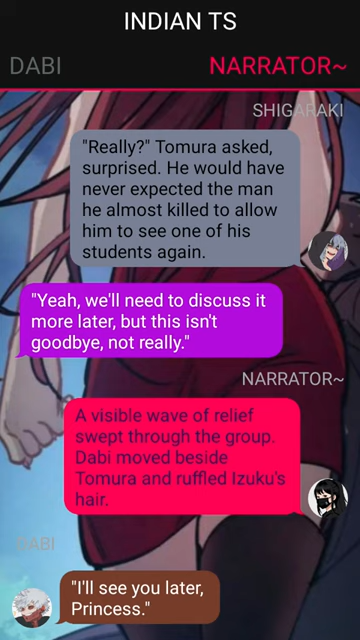 INDIAN TS
DABI NARRATOR~
SHIGARAKI
"Really?" Tomura asked,
surprised. He would have
never expected the man
he almost killed to allow
him to see one of his
students again.
"Yeah, we'll need to discuss it
more later, but this isn't
goodbye, not really."
NARRATOR~
A visible wave of relief
swept through the group.
Dabi moved beside
Tomura and ruffled Izuku's
hair.
DABI
"I'll see you later,
Princess."